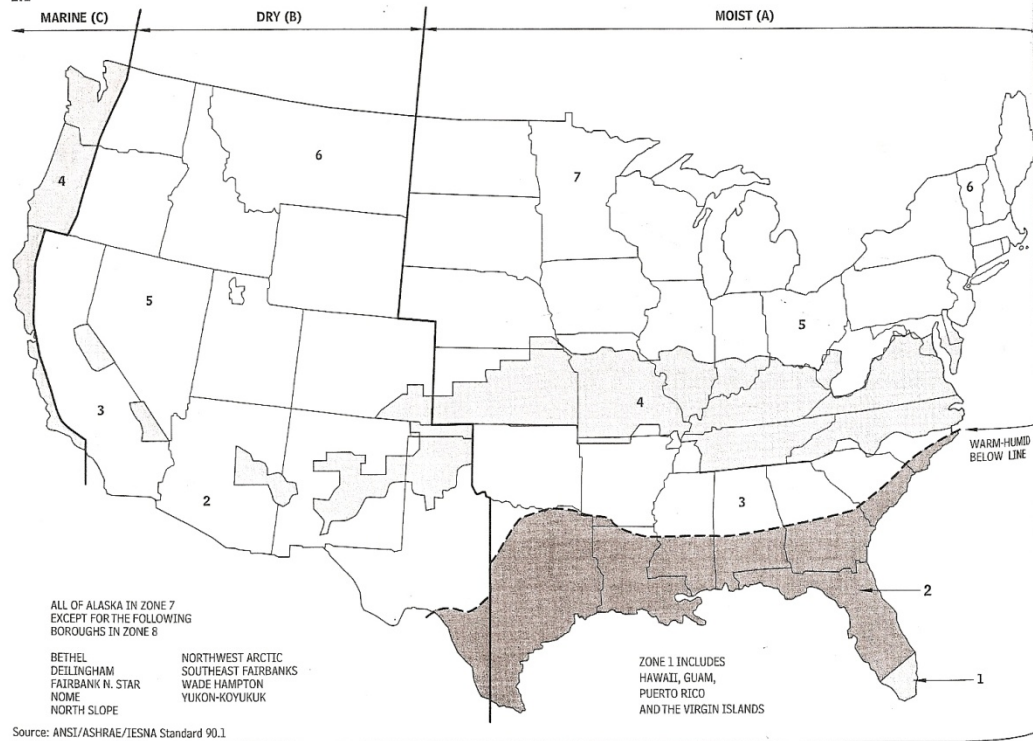 MARINE (C)
DRY (B)
MOIST (A)
6
7
6
4
5
5
3
4
WARM-HUMID
BELOW LINE
2
3
ALL OF ALASKA IN ZONE 7
EXCEPT FOR THE FOLLOWING
BOROUGHS IN ZONE 8
BETHEL
DEILINGHAM
FAIRBANK N. STAR
NOME
NORTH SLOPE
NORTHWEST ARCTIC
SOUTHEAST FAIRBANKS
WADE HAMPTON
YUKON-KOYUKUK
2
ZONE 1 INCLUDES
HAWAII, GUAM,
PUERTO RICO
AND THE VIRGIN ISLANDS
1
Source: ANSI/ASHRAE/IESNA Standard 90.1